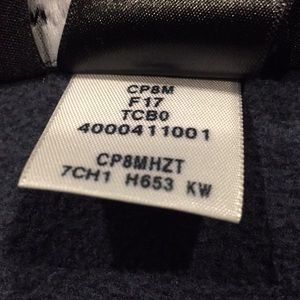 CP8M
F17
TCB0
4000411001
CP8MHZT
7CH1 H653 KW